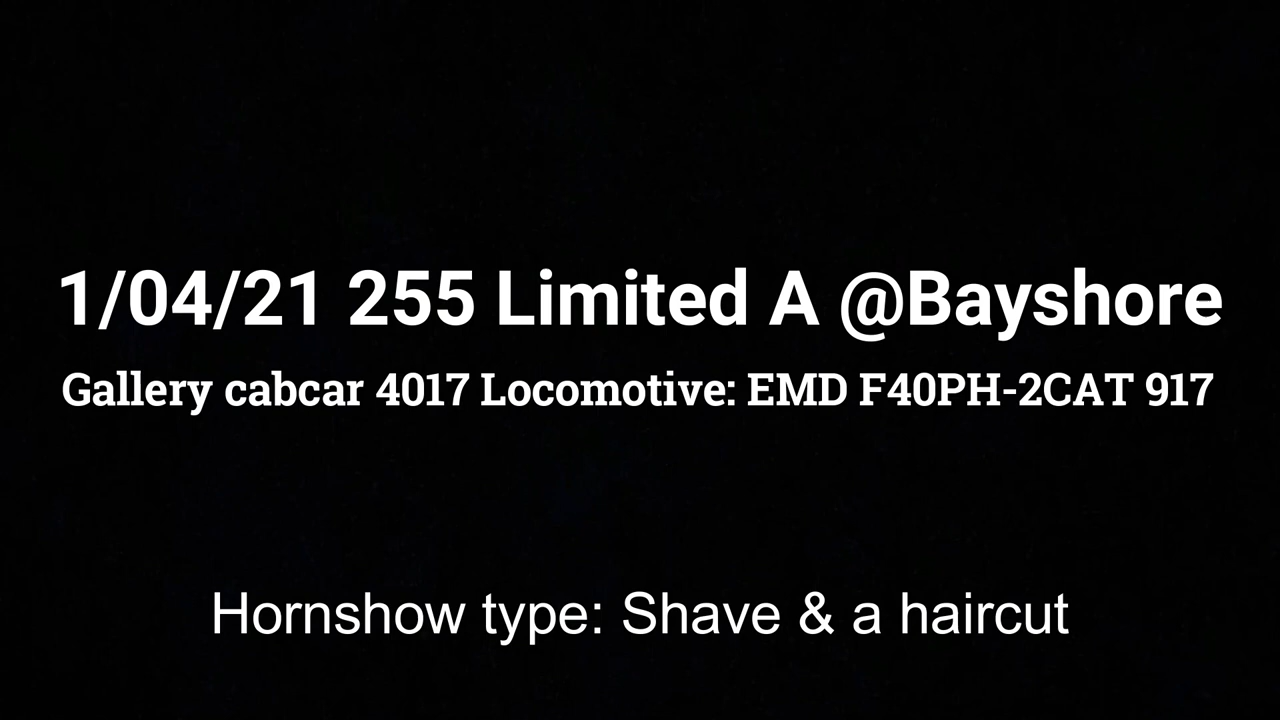 1/04/21 255 Limited A @Bayshore
Gallery cabcar 4017 Locomotive: EMD F40PH-2CAT 917
Hornshow type: Shave & a haircut